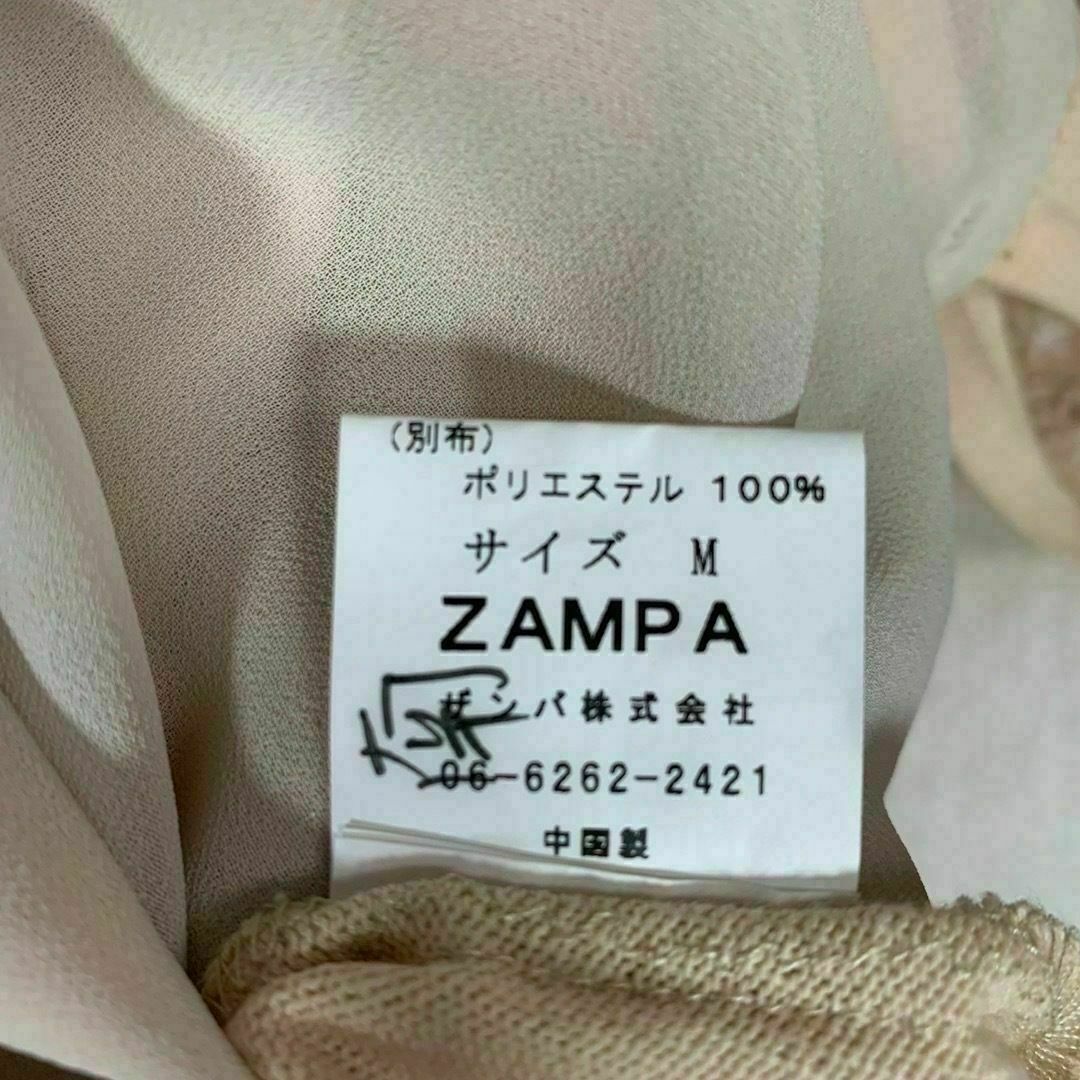 (別布)
ポリエステル 100%
サイズ M
ZAMPA
ザンパ株式会社
06-6262-2421
中国製